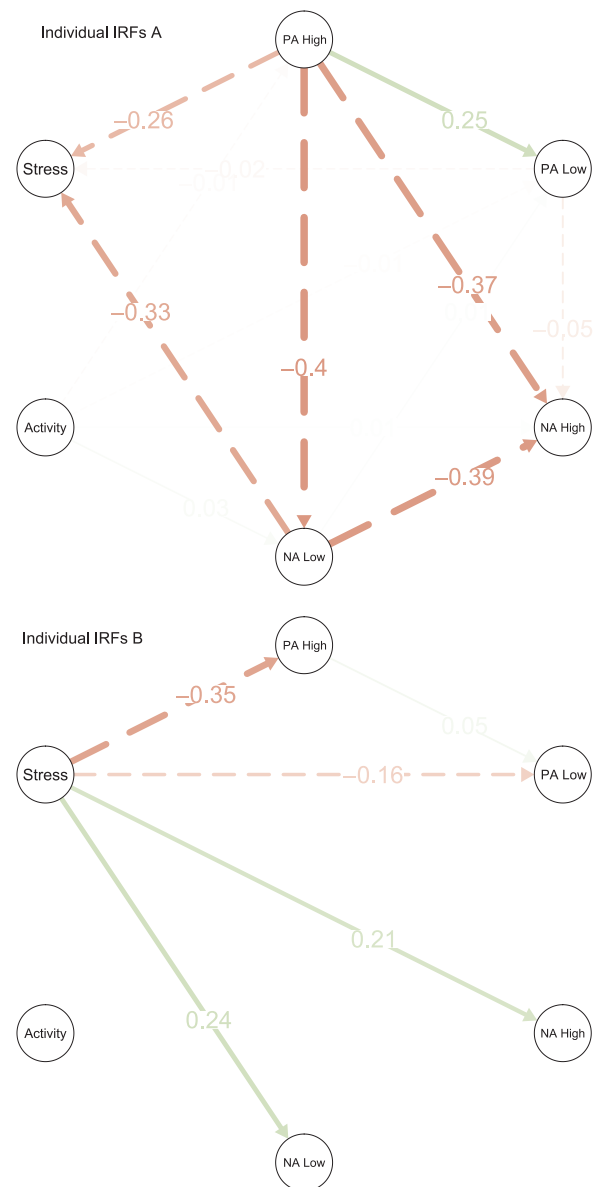 Individual IRFs A
PA High
–0.26
0.25
Stress
–0.02
–0.01
PA Low
–0.01
–0.37
–0.33
–0.05
–0.4
Activity
NA High
–0.39
0.03
NA Low
Individual IRFs B
PA High
–0.35
0.05
Stress
–0.16
PA Low
0.21
0.24
Activity
NA High
NA Low